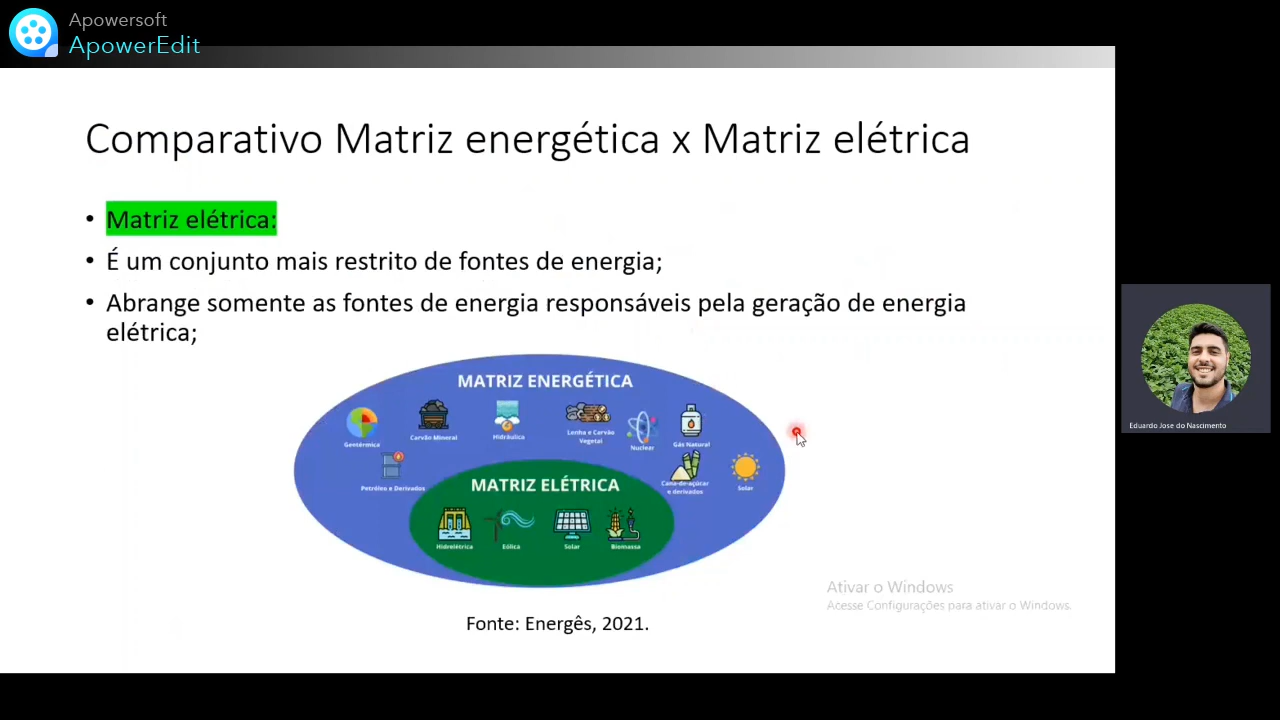 Apowersoft
ApowerEdit
Comparativo Matriz energética x Matriz elétrica
• Matriz elétrica:
• É um conjunto mais restrito de fontes de energia;
• Abrange somente as fontes de energia responsáveis pela geração de energia
elétrica;
MATRIZ ENERGÉTICA
Geotérmica
Carvão Mineral
Hidráulica
Lenha e Carvão
Vegetal
Nuclear
Gás Natural
Petróleo e Derivados
Cana-de-açúcar
e derivados
Solar
MATRIZ ELÉTRICA
Hidrelétrica
Eólica
Solar
Biomassa
Fonte: Energês, 2021.
Ativar o Windows
Acesse Configurações para ativar o Windows.
Eduardo Jose do Nascimento